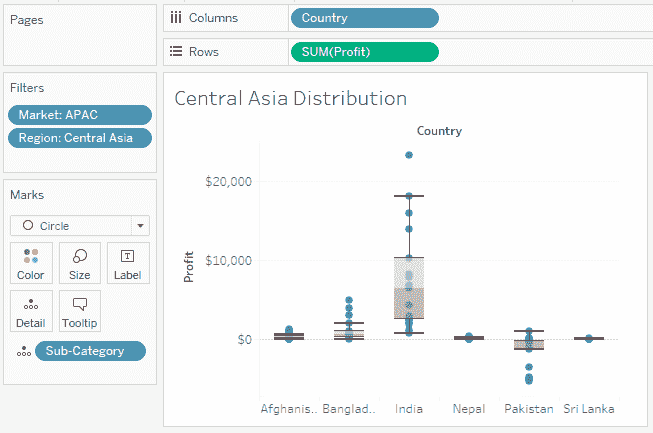 Pages
Columns
Country
Rows
SUM(Profit)
Filters
Market: APAC
Region: Central Asia
Marks
Circle
Color
Size
Label
Detail
Tooltip
Sub-Category
Central Asia Distribution
Country
$20,000
$10,000
$0
Profit
Afghanis.. Banglad.. India Nepal Pakistan Sri Lanka